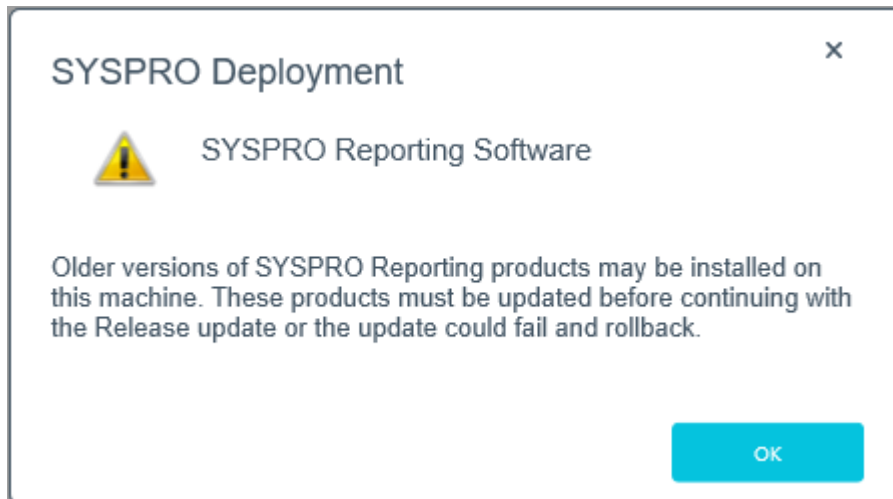 SYSPRO Deployment
SYSPRO Reporting Software
Older versions of SYSPRO Reporting products may be installed on
this machine. These products must be updated before continuing with
the Release update or the update could fail and rollback.
OK